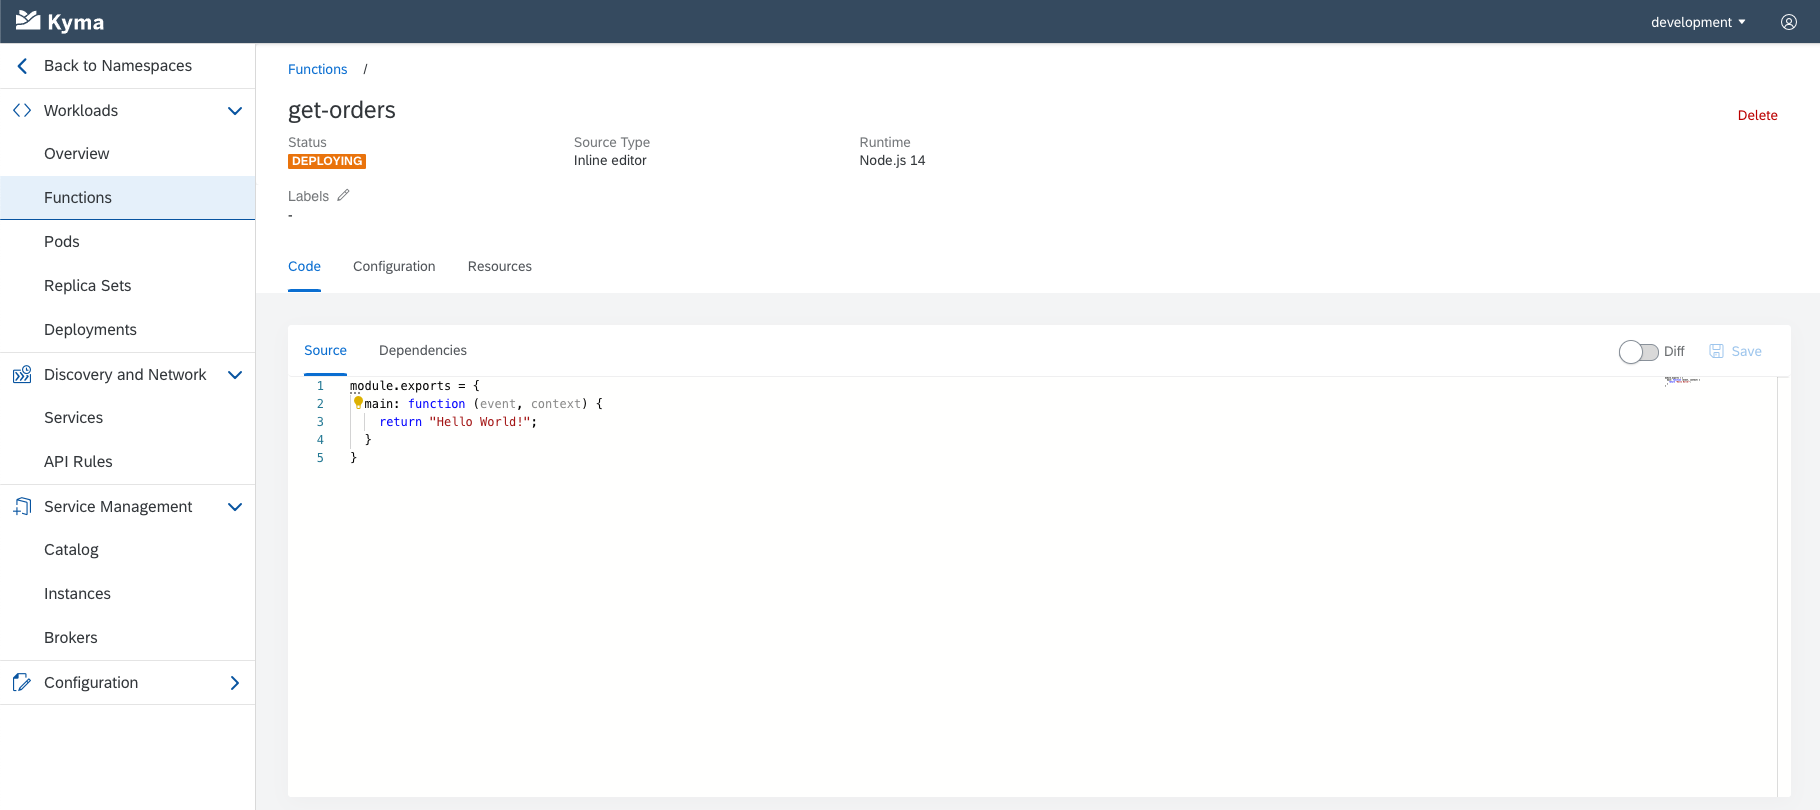 Kyma
development
Back to Namespaces
Workloads
Overview
Functions
Pods
Replica Sets
Deployments
Discovery and Network
Services
API Rules
Service Management
Catalog
Instances
Brokers
Configuration
Functions /
get-orders
Delete
Status Source Type Runtime
DEPLOYING Inline editor Node.js 14
Labels
-
Code Configuration Resources
Source Dependencies Diff Save
1 module.exports = {
2 main: function (event, context) {
3 return "Hello World!";
4 }
5 }